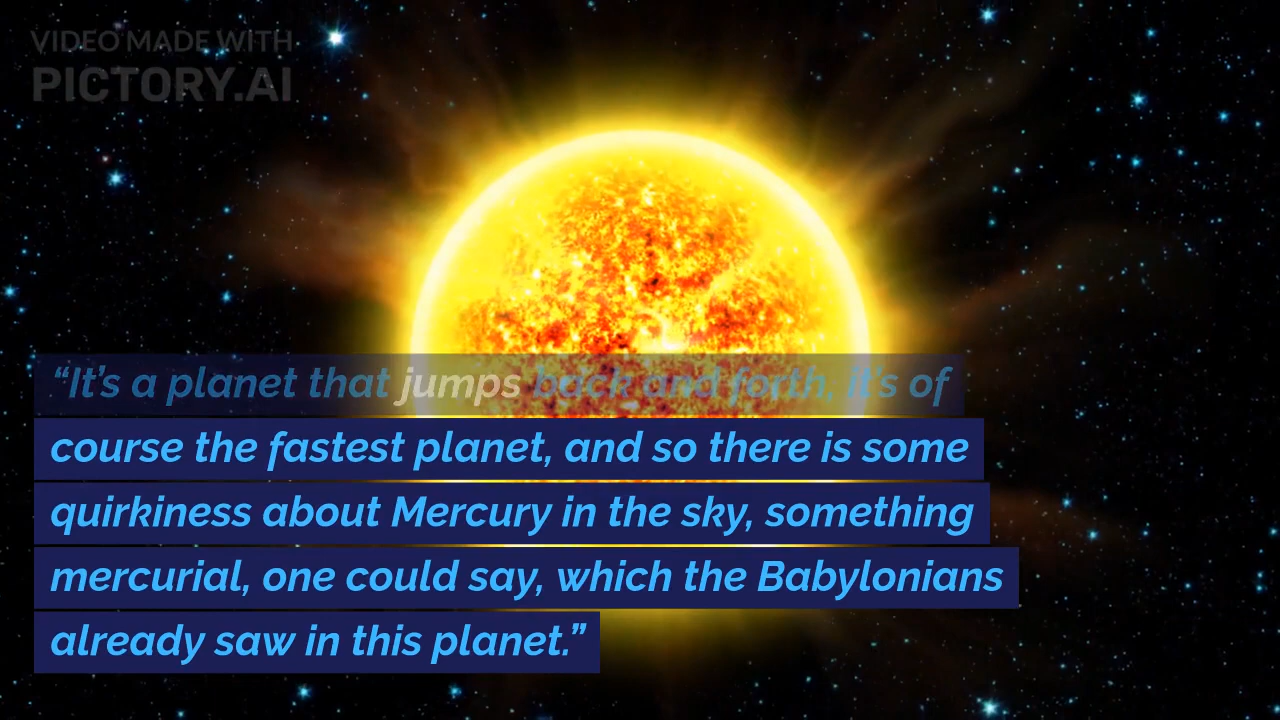 VIDEO MADE WITH
PICTORY.AI
“It’s a planet that jumps back and forth, it’s of
course the fastest planet, and so there is some
quirkiness about Mercury in the sky, something
mercurial, one could say, which the Babylonians
already saw in this planet.”